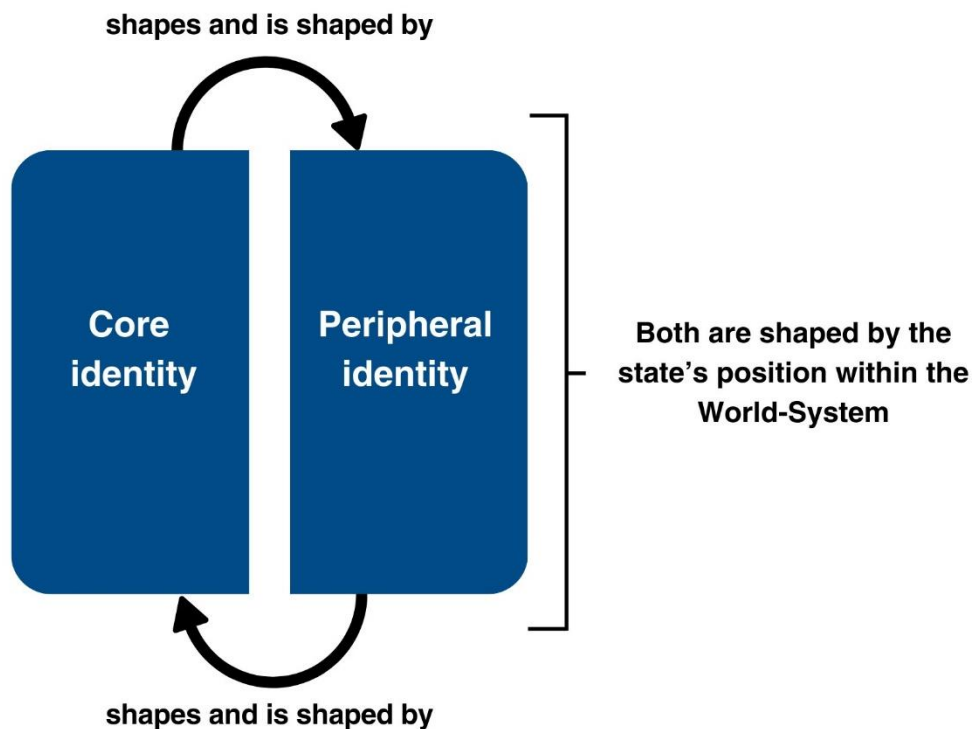 shapes and is shaped by
Core
identity
Peripheral
identity
Both are shaped by the
state’s position within the
World-System
shapes and is shaped by